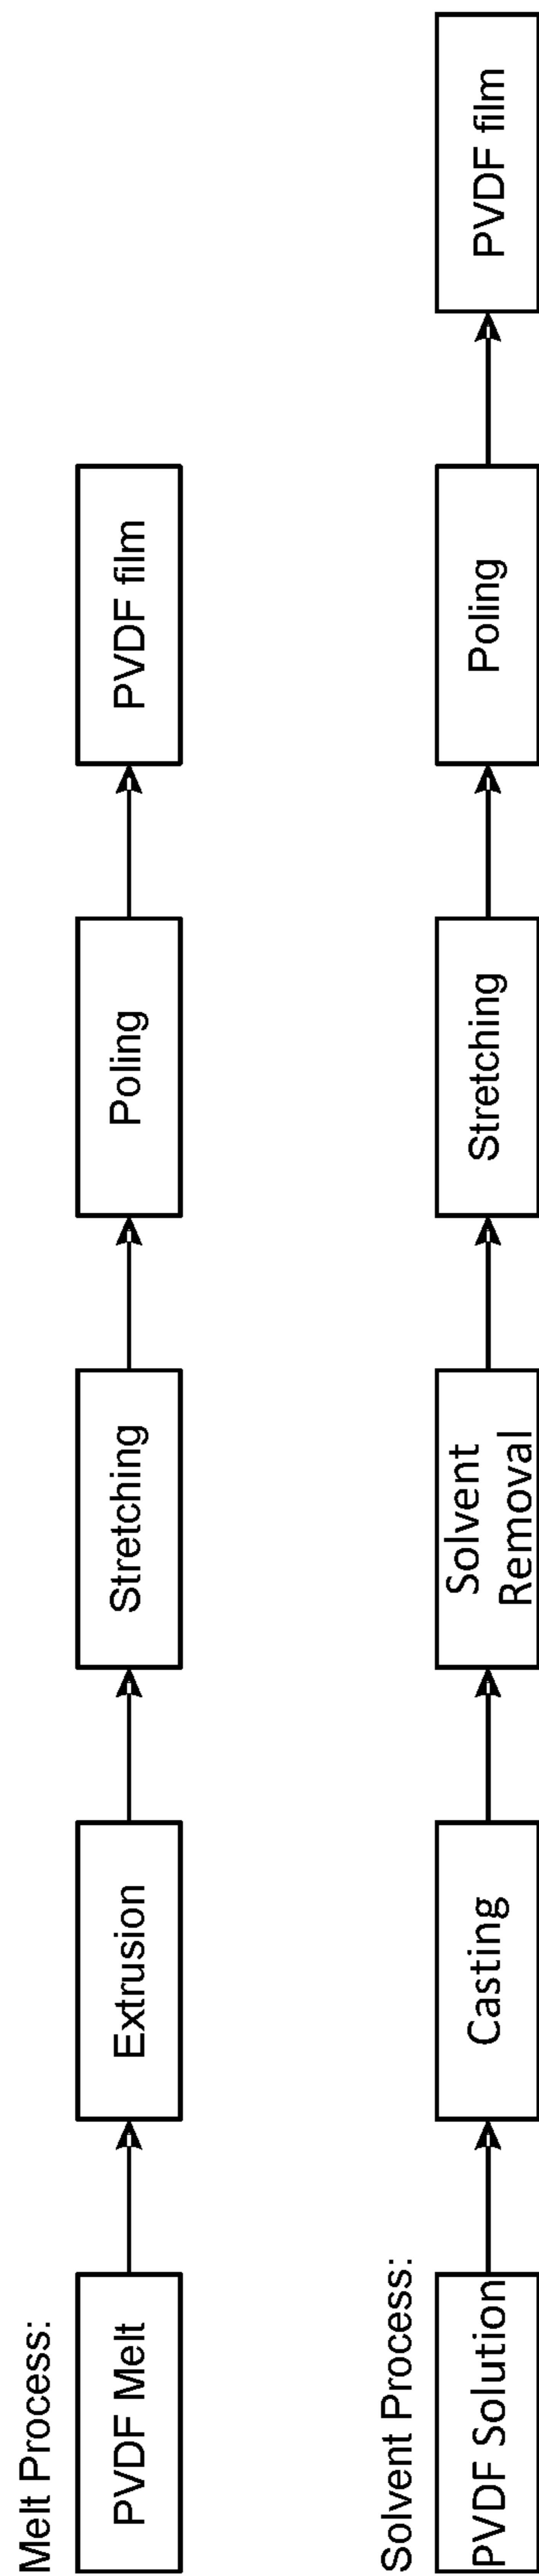 Melt Process:
PVDF Melt
Extrusion
Stretching
Poling
PVDF film
Solvent Process:
PVDF Solution
Casting
Solvent
Removal
Stretching
Poling
PVDF film